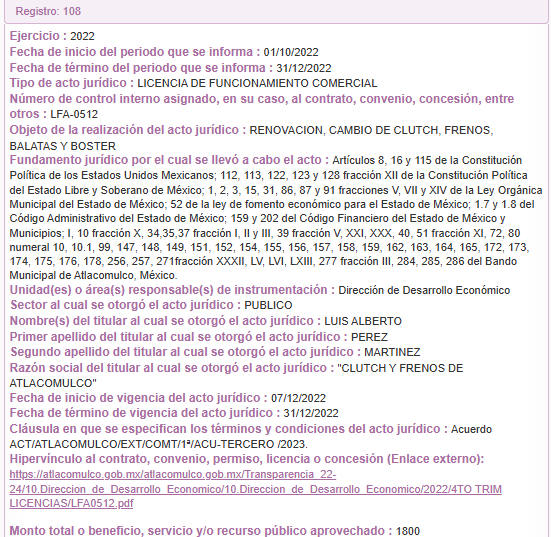 Registro: 108
Ejercicio : 2022
Fecha de inicio del periodo que se informa : 01/10/2022
Fecha de término del periodo que se informa : 31/12/2022
Tipo de acto jurídico : LICENCIA DE FUNCIONAMIENTO COMERCIAL
Número de control interno asignado, en su caso, al contrato, convenio, concesión, entre
otros : LFA-0512
Objeto de la realización del acto jurídico : RENOVACION, CAMBIO DE CLUTCH, FRENOS,
BALATAS Y BOSTER
Fundamento jurídico por el cual se llevó a cabo el acto : Artículos 8, 16 y 115 de la Constitución
Política de los Estados Unidos Mexicanos; 112, 113, 122, 123 y 128 fracción XII de la Constitución Política
del Estado Libre y Soberano de México; 1, 2, 3, 15, 31, 86, 87 y 91 fracciones V, VII y XIV de la Ley Orgánica
Municipal del Estado de México; 52 de la ley de fomento económico para el Estado de México; 1.7 y 1.8 del
Código Administrativo del Estado de México; 159 y 202 del Código Financiero del Estado de México y
Municipios; I, 10 fracción X, 34,35,37 fracción I, II y III, 39 fracción V, XXI, XXX, 40, 51 fracción XI, 72, 80
numeral 10, 10.1, 99, 147, 148, 149, 151, 152, 154, 155, 156, 157, 158, 159, 162, 163, 164, 165, 172, 173,
174, 175, 176, 178, 256, 257, 271fracción XXXII, LV, LVI, LXIII, 277 fracción III, 284, 285, 286 del Bando
Municipal de Atlacomulco, México.
Unidad(es) o área(s) responsable(s) de instrumentación : Dirección de Desarrollo Económico
Sector al cual se otorgó el acto jurídico : PUBLICO
Nombre(s) del titular al cual se otorgó el acto jurídico : LUIS ALBERTO
Primer apellido del titular al cual se otorgó el acto jurídico : PEREZ
Segundo apellido del titular al cual se otorgó el acto jurídico : MARTINEZ
Razón social del titular al cual se otorgó el acto jurídico : "CLUTCH Y FRENOS DE
ATLACOMULCO"
Fecha de inicio de vigencia del acto jurídico : 07/12/2022
Fecha de término de vigencia del acto jurídico : 31/12/2022
Cláusula en que se especifican los términos y condiciones del acto jurídico : Acuerdo
ACT/ATLACOMULCO/EXT/COMT/1ª/ACU-TERCERO /2023.
Hipervínculo al contrato, convenio, permiso, licencia o concesión (Enlace externo):
https://atlacomulco.gob.mx/atlacomulco.gob.mx/Transparencia_22-
24/10.Direccion_de_Desarrollo_Economico/10.Direccion_de_Desarrollo_Economico/2022/4TO TRIM
LICENCIAS/LFA0512.pdf
Monto total o beneficio, servicio y/o recurso público aprovechado : 1800